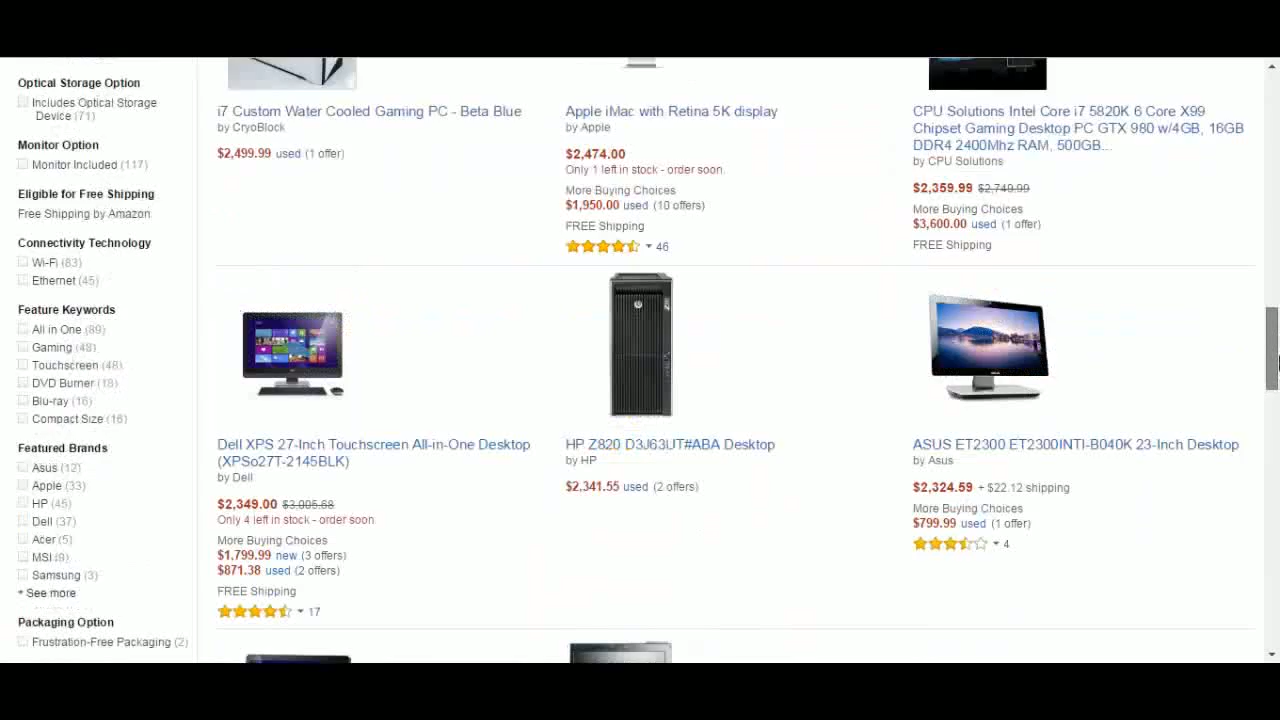 Optical Storage Option
Includes Optical Storage
Device (71)
Monitor Option
Monitor Included (117)
Eligible for Free Shipping
Free Shipping by Amazon
Connectivity Technology
Wi-Fi (83)
Ethernet (45)
Feature Keywords
All in One (89)
Gaming (48)
Touchscreen (48)
DVD Burner (18)
Blu-ray (16)
Compact Size (16)
Featured Brands
Asus (12)
Apple (33)
HP (45)
Dell (37)
Acer (5)
MSI (9)
Samsung (3)
+ See more
Packaging Option
Frustration-Free Packaging (2)
i7 Custom Water Cooled Gaming PC - Beta Blue
by CryoBlock
$2,499.99 used (1 offer)
Apple iMac with Retina 5K display
by Apple
$2,474.00
Only 1 left in stock - order soon.
More Buying Choices
$1,950.00 used (10 offers)
FREE Shipping
46
CPU Solutions Intel Core i7 5820K 6 Core X99
Chipset Gaming Desktop PC GTX 980 w/4GB, 16GB
DDR4 2400Mhz RAM, 500GB...
by CPU Solutions
$2,359.99 $2,749.99
More Buying Choices
$3,600.00 used (1 offer)
FREE Shipping
Dell XPS 27-Inch Touchscreen All-in-One Desktop
(XPSo27T-2145BLK)
by Dell
$2,349.00 $3,005.68
Only 4 left in stock - order soon.
More Buying Choices
$1,799.99 new (3 offers)
$871.38 used (2 offers)
FREE Shipping
17
HP Z820 D3J63UT#ABA Desktop
by HP
$2,341.55 used (2 offers)
ASUS ET2300 ET2300INTI-B040K 23-Inch Desktop
by Asus
$2,324.59 + $22.12 shipping
More Buying Choices
$799.99 used (1 offer)
4